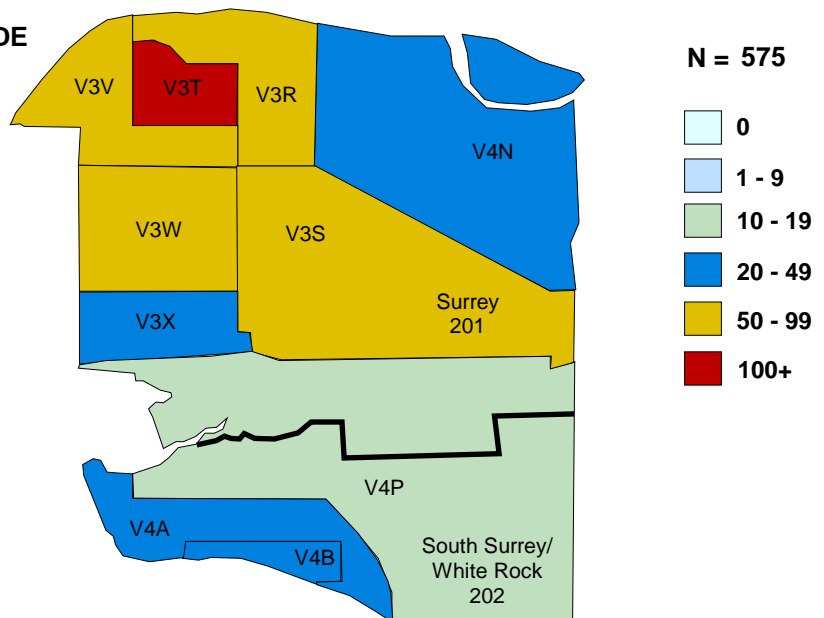 DE
V3V
V3T
V3R
V4N
V3W
V3S
V3X
Surrey
201
V4P
V4A
V4B
South Surrey/
White Rock
202
N = 575
0
1 - 9
10 - 19
20 - 49
50 - 99
100+